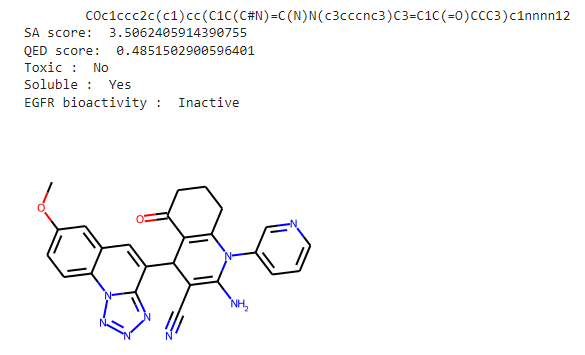 COc1ccc2c(c1)cc(C1C(C#N)=C(N)N(c3cccnc3)C3=C1C(=O)CCC3)c1nnnn12
SA score:  3.5062405914390755
QED score:  0.4851502900596401
Toxic :  No
Soluble :  Yes
EGFR bioactivity :  Inactive
O
O
N
N
NH2
N
N
N
N
N